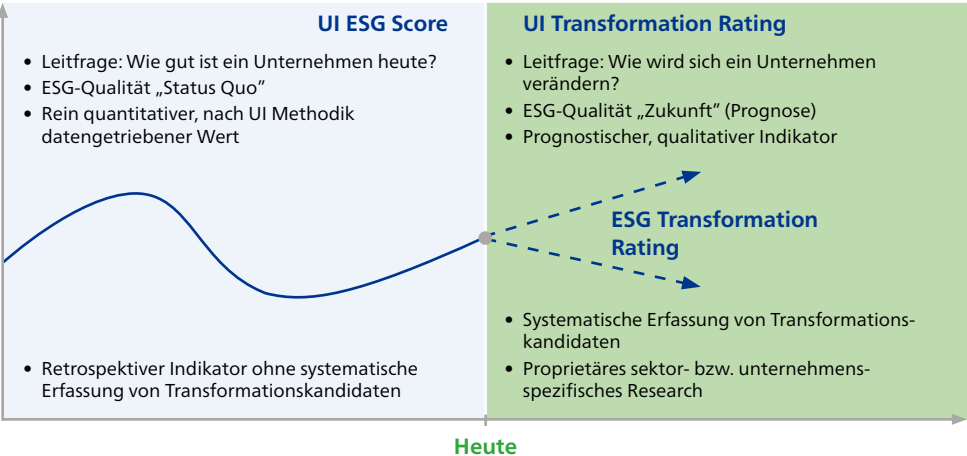 UI ESG Score
• Leitfrage: Wie gut ist ein Unternehmen heute?
• ESG-Qualität „Status Quo”
• Rein quantitativer, nach UI Methodik
datengetriebener Wert
• Retrospektiver Indikator ohne systematische
Erfassung von Transformationskandidaten
UI Transformation Rating
• Leitfrage: Wie wird sich ein Unternehmen
verändern?
• ESG-Qualität „Zukunft” (Prognose)
• Prognostischer, qualitativer Indikator
ESG Transformation
Rating
• Systematische Erfassung von Transformations-
kandidaten
• Proprietäres sektor- bzw. unternehmens-
spezifisches Research
Heute